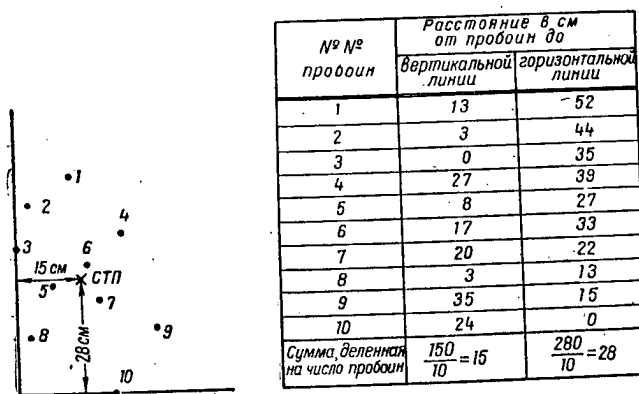 1
2
4
3
6
15 см
СТП
5
7
28 см
8
9
10
№ №
пробоин
Расстояние в см
от пробоин до
вертикальной
линии
горизонтальной
линии
1 13 52
2 3 44
3 0 35
4 27 39
5 8 27
6 17 33
7 20 22
8 3 13
9 35 15
10 24 0
Сумма, деленная
на число пробоин
150/10 = 15
280/10 = 28